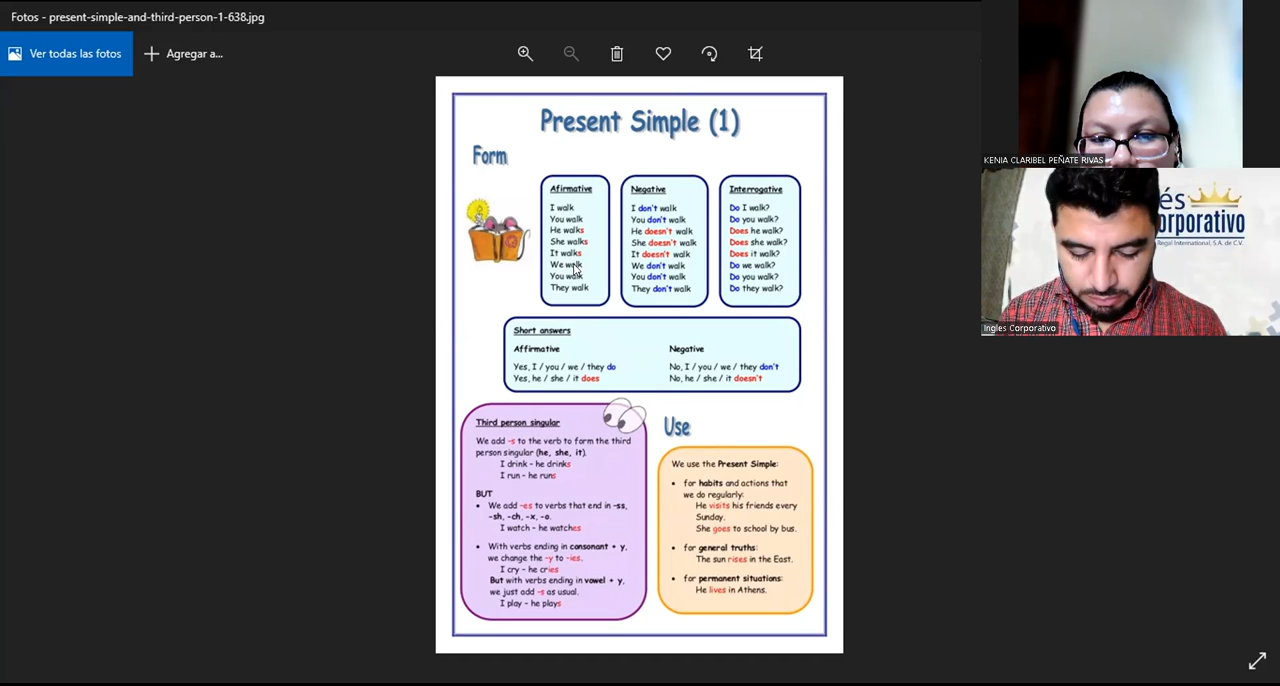 Fotos - present-simple-and-third-person-1-638.jpg
Ver todas las fotos
Agregar a...
Present Simple (1)
Form
Afirmative
I walk
You walk
He walks
She walks
It walks
We walk
You walk
They walk
Negative
I don't walk
You don't walk
He doesn't walk
She doesn't walk
It doesn't walk
We don't walk
You don't walk
They don't walk
Interrogative
Do I walk?
Do you walk?
Does he walk?
Does she walk?
Does it walk?
Do we walk?
Do you walk?
Do they walk?
Short answers
Affirmative
Yes, I / you / we / they do
Yes, he / she / it does
Negative
No, I / you / we / they don't
No, he / she / it doesn't
Third person singular
We add -s to the verb to form the third
person singular (he, she, it).
I drink - he drinks
I run - he runs
BUT
• We add -es to verbs that end in -ss,
-sh, -ch, -x, -o.
I watch - he watches
• With verbs ending in consonant + y,
we change the -y to -ies.
I cry - he cries
But with verbs ending in vowel + y,
we just add -s as usual.
I play - he plays
Use
We use the Present Simple:
• for habits and actions that
we do regularly:
He visits his friends every
Sunday.
She goes to school by bus.
• for general truths:
The sun rises in the East.
• for permanent situations:
He lives in Athens.
KENIA CLARIBEL PEÑATE RIVAS
és
orporativo
Regal International, S.A. de C.V.
Ingles Corporativo